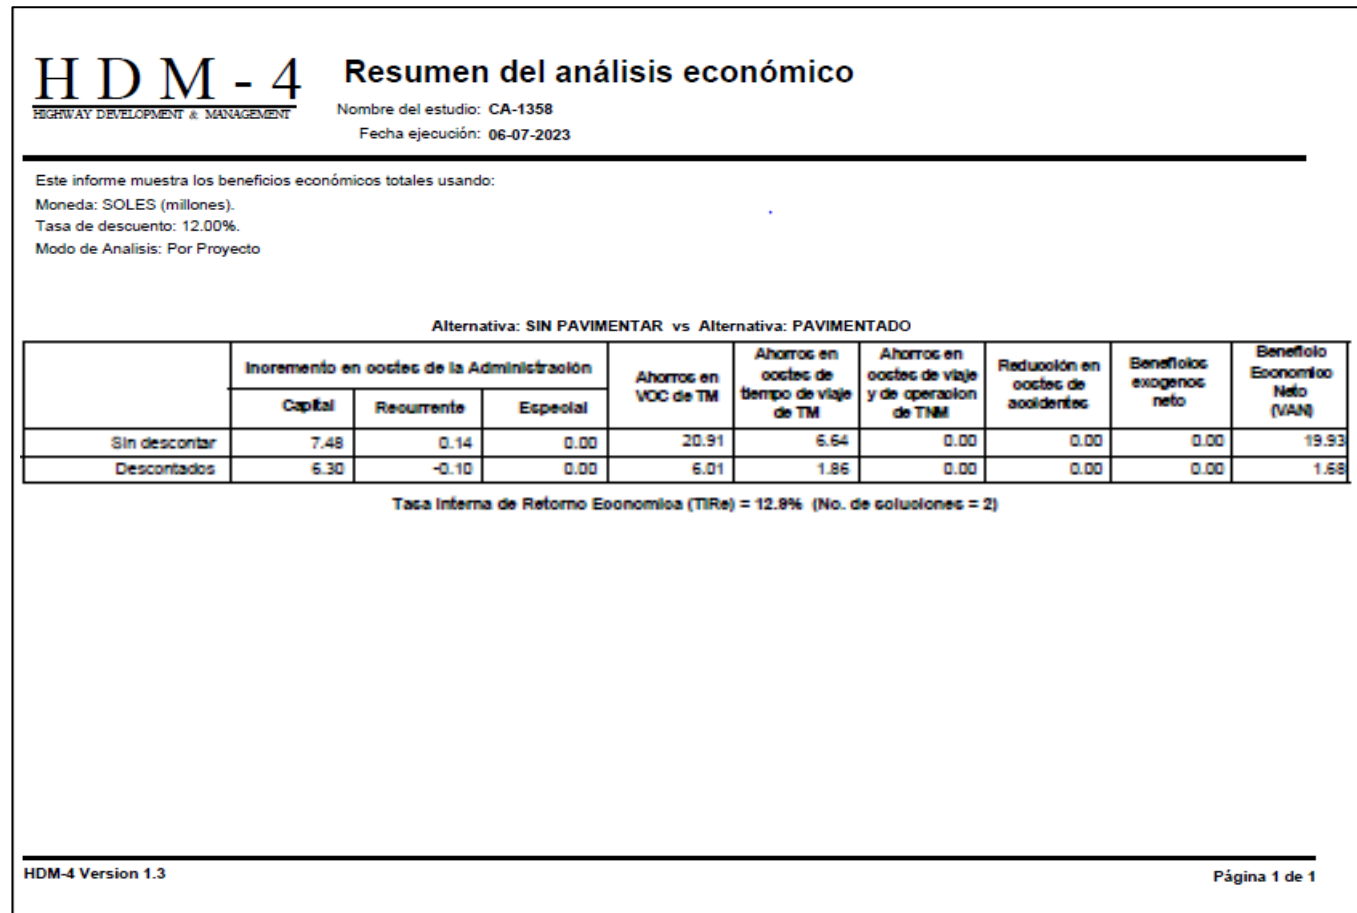 HDM-4
HIGHWAY DEVELOPMENT & MANAGEMENT
Resumen del análisis económico
Nombre del estudio: CA-1358
Fecha ejecución: 06-07-2023
Este informe muestra los beneficios económicos totales usando:
Moneda: SOLES (millones).
Tasa de descuento: 12.00%.
Modo de Analisis: Por Proyecto
Alternativa: SIN PAVIMENTAR vs Alternativa: PAVIMENTADO
Incremento en costes de la Administración
Capital
Recurrente
Especial
Ahorros en
VOC de TM
Ahorros en
costes de
tiempo de viaje
de TM
Ahorros en
costes de viaje
y de operacion
de TNM
Reducción en
costes de
accidentes
Beneficios
exogenos
neto
Beneficio
Economico
Neto
(VAN)
Sin descontar 7.48 0.14 0.00 20.91 6.64 0.00 0.00 0.00 19.93
Descontados 6.30 -0.10 0.00 6.01 1.86 0.00 0.00 0.00 1.68
Tasa Interna de Retorno Economica (TIRe) = 12.8% (No. de soluciones = 2)
HDM-4 Version 1.3
Página 1 de 1